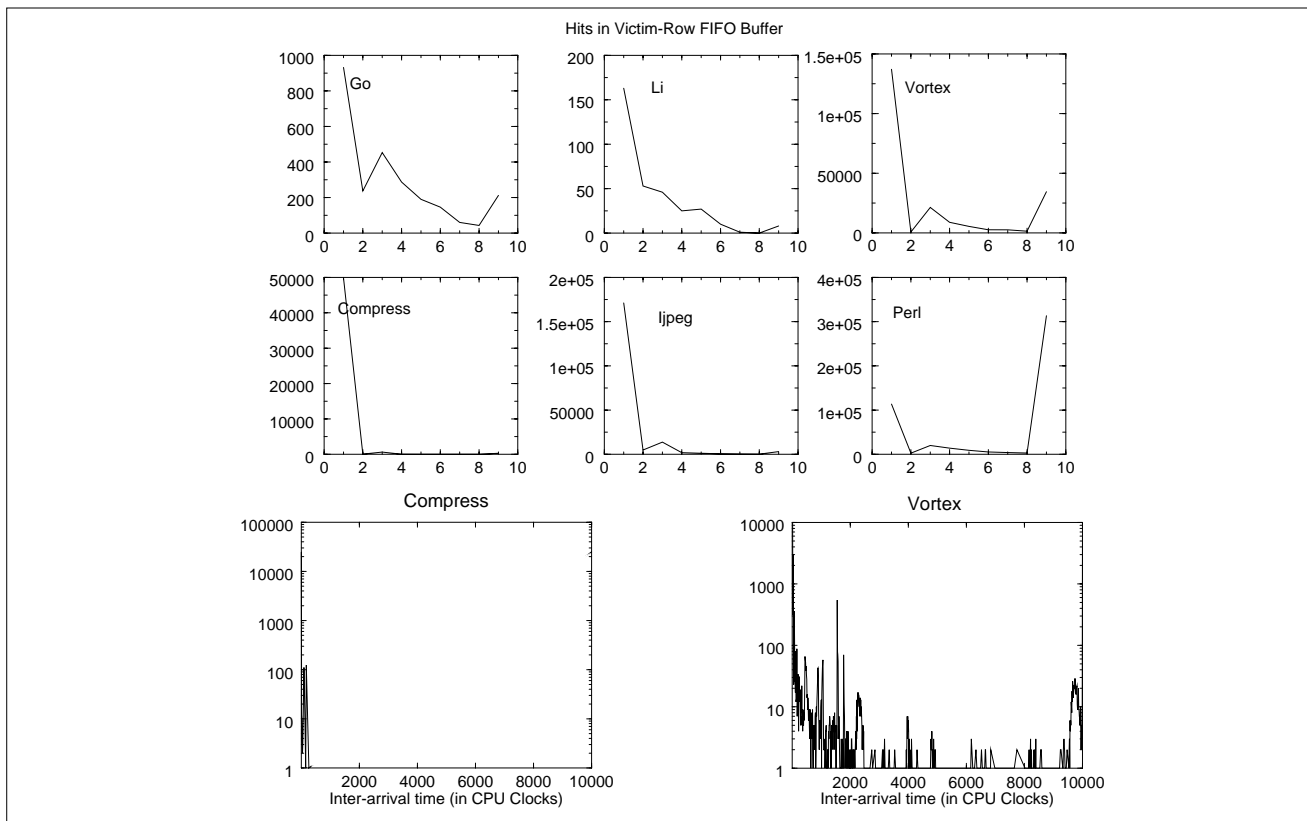 Hits in Victim-Row FIFO Buffer
1000
800
600
400
200
0
Go
0 2 4 6 8 10
200
150
100
50
0
Li
0 2 4 6 8 10
1.5e+05
1e+05
50000
0
Vortex
0 2 4 6 8 10
50000
40000
30000
20000
10000
0
Compress
0 2 4 6 8 10
2e+05
1.5e+05
1e+05
50000
0
Ijpeg
0 2 4 6 8 10
4e+05
3e+05
2e+05
1e+05
0
Perl
0 2 4 6 8 10
Compress
100000
10000
1000
100
10
1
2000 4000 6000 8000 10000
Inter-arrival time (in CPU Clocks)
Vortex
10000
1000
100
10
1
2000 4000 6000 8000 10000
Inter-arrival time (in CPU Clocks)